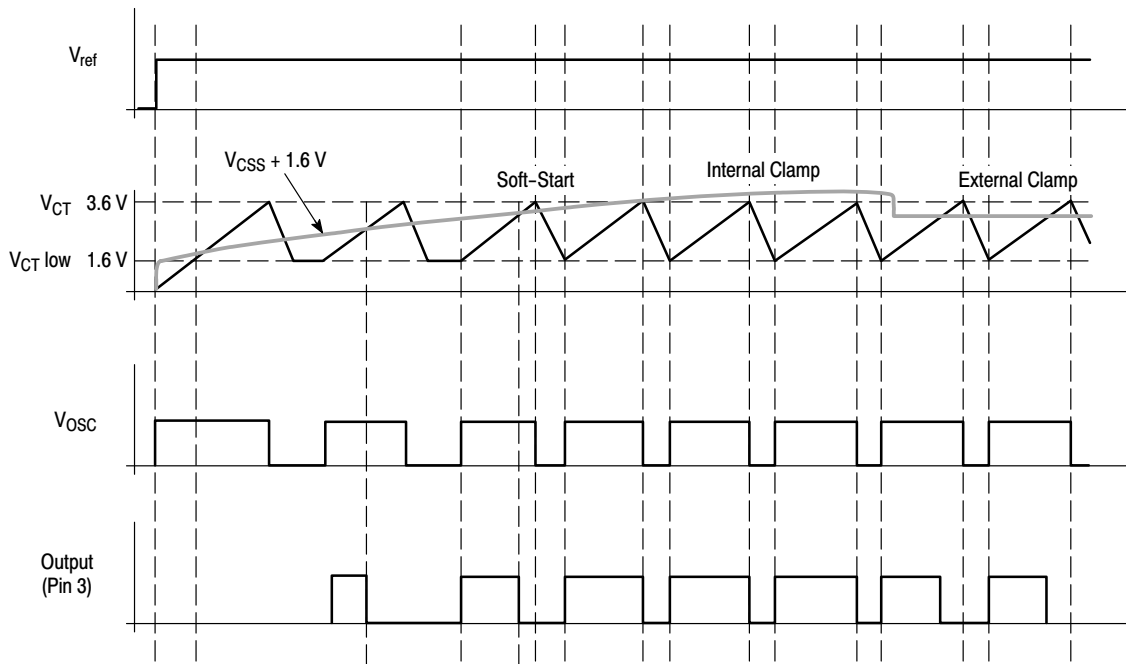 Vref
VCSS + 1.6 V
Soft-Start
Internal Clamp
External Clamp
VCT 3.6 V
VCT low 1.6 V
VOSC
Output
(Pin 3)